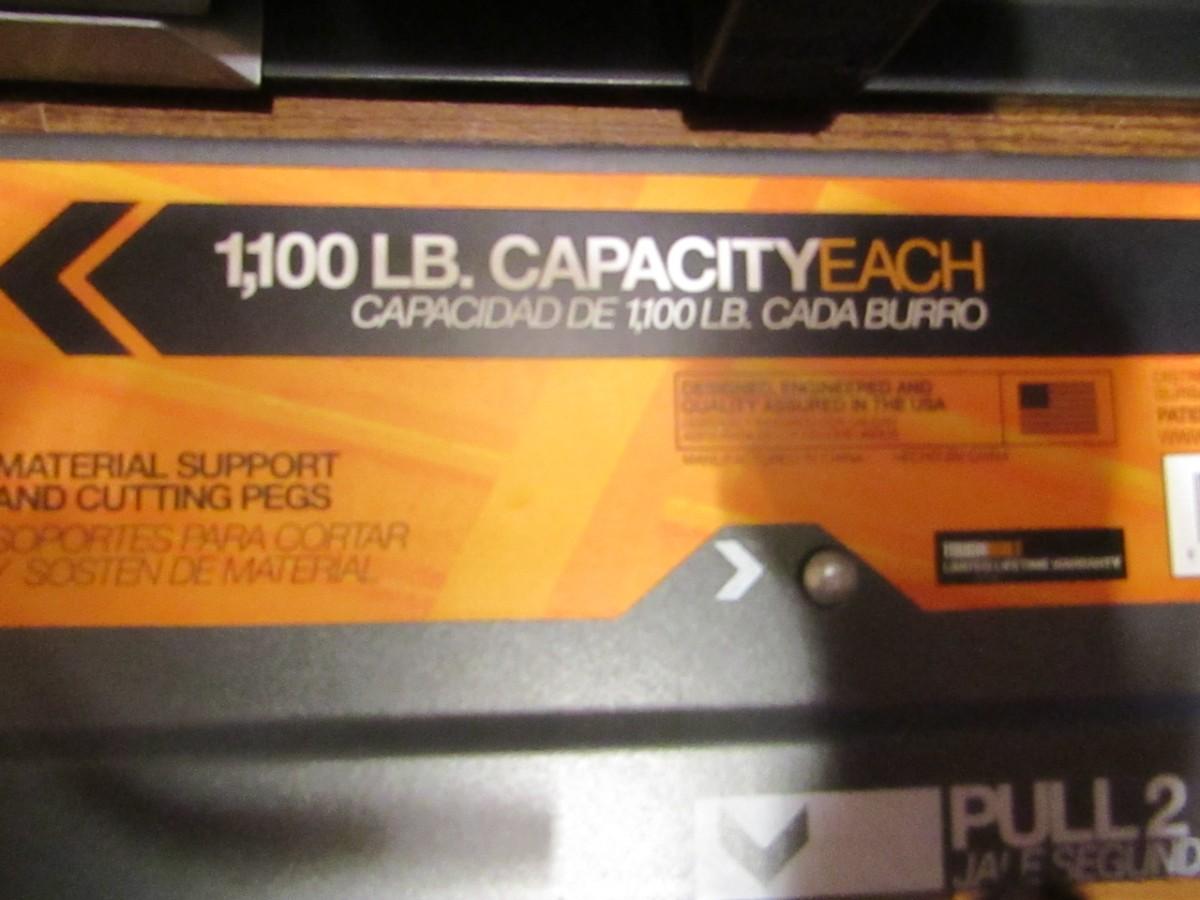 1,100 LB. CAPACITYEACH
CAPACIDAD DE 1,100 LB. CADA BURRO
DESIGNED, ENGINEERED AND
QUALITY ASSURED IN THE USA
MATERIAL SUPPORT
AND CUTTING PEGS
SOPORTES PARA CORTAR
Y SOSTEN DE MATERIAL
TOUGHBUILT
LIMITED LIFETIME WARRANTY
PULL 2